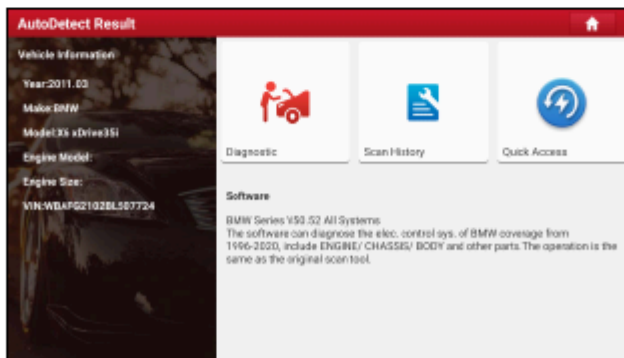 AutoDetect Result
Vehicle Information
Year:2011.03
Make:BMW
Model:X6 xDrive35i
Engine Model:
Engine Size:
VIN:WBAFG2102BL507724
Diagnostic
Scan History
Quick Access
Software
BMW Series V50.52 All Systems
The software can diagnose the elec. control sys. of BMW coverage from
1996-2020, include ENGINE/ CHASSIS/ BODY and other parts. The operation is the
same as the original scan tool.